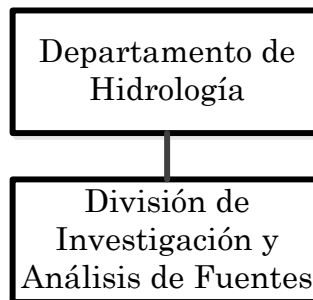 Departamento de
Hidrología
División de
Investigación y
Análisis de Fuentes